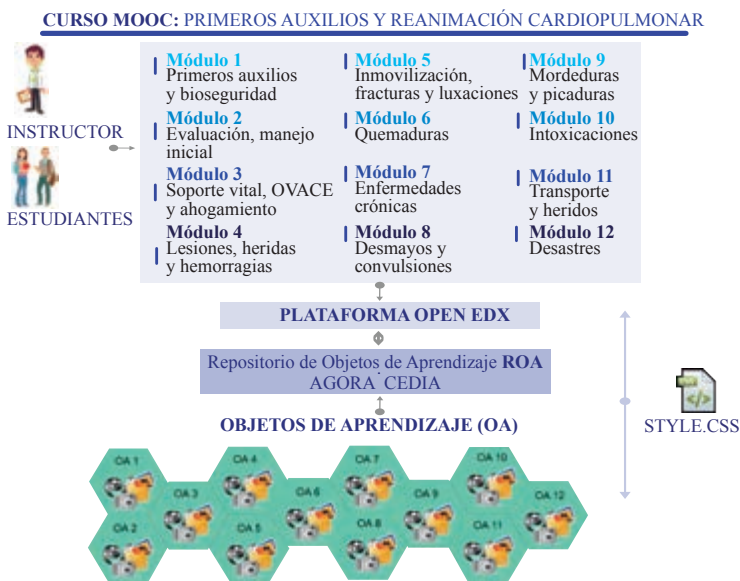 CURSO MOOC: PRIMEROS AUXILIOS Y REANIMACIÓN CARDIOPULMONAR
INSTRUCTOR
ESTUDIANTES
Módulo 1
Primeros auxilios
y bioseguridad
Módulo 2
Evaluación, manejo
inicial
Módulo 3
Soporte vital, OVACE
y ahogamiento
Módulo 4
Lesiones, heridas
y hemorragias
Módulo 5
Inmovilización,
fracturas y luxaciones
Módulo 6
Quemaduras
Módulo 7
Enfermedades
crónicas
Módulo 8
Desmayos y
convulsiones
Módulo 9
Mordeduras
y picaduras
Módulo 10
Intoxicaciones
Módulo 11
Transporte
y heridos
Módulo 12
Desastres
PLATAFORMA OPEN EDX
Repositorio de Objetos de Aprendizaje ROA
AGORA CEDIA
STYLE.CSS
OBJETOS DE APRENDIZAJE (OA)
OA 1
OA 2
OA 3
OA 4
OA 5
OA 6
OA 7
OA 8
OA 9
OA 10
OA 11
OA 12